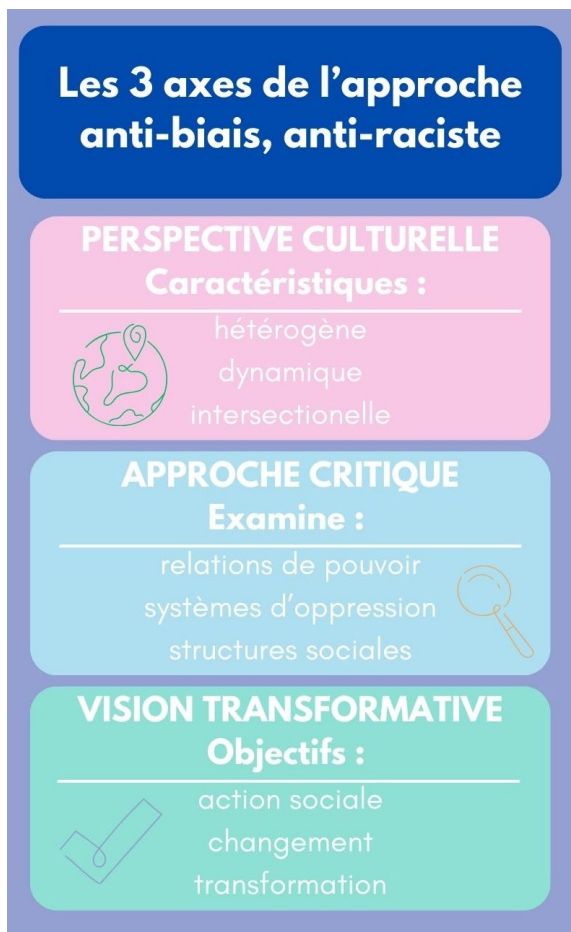 Les 3 axes de l'approche
anti-biais, anti-raciste
PERSPECTIVE CULTURELLE
Caractéristiques :
hétérogène
dynamique
intersectionelle
APPROCHE CRITIQUE
Examine :
relations de pouvoir
systèmes d'oppression
structures sociales
VISION TRANSFORMATIVE
Objectifs :
action sociale
changement
transformation